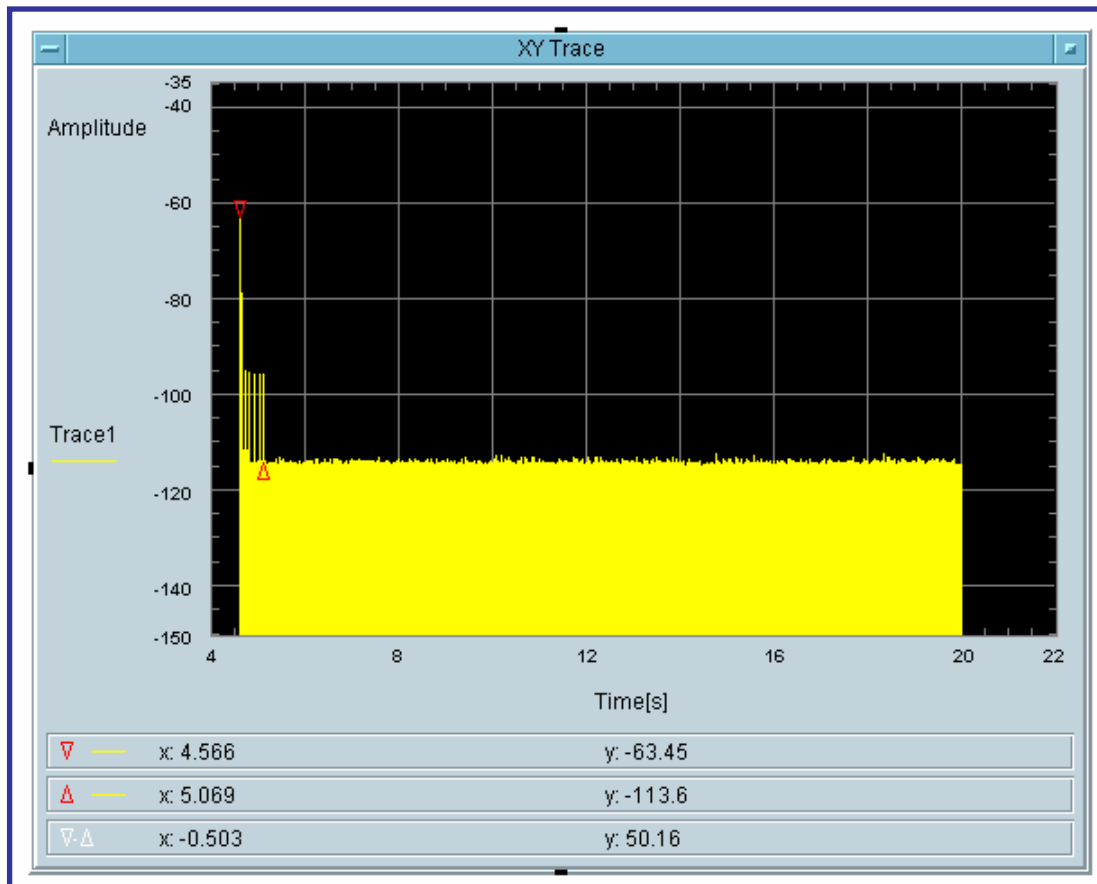 XY Trace
-35
-40
Amplitude
-60
-80
-100
Trace1
-120
-140
-150
4 8 12 16 20 22
Time[s]
x: 4.566 y: -63.45
x: 5.069 y: -113.6
x: -0.503 y: 50.16